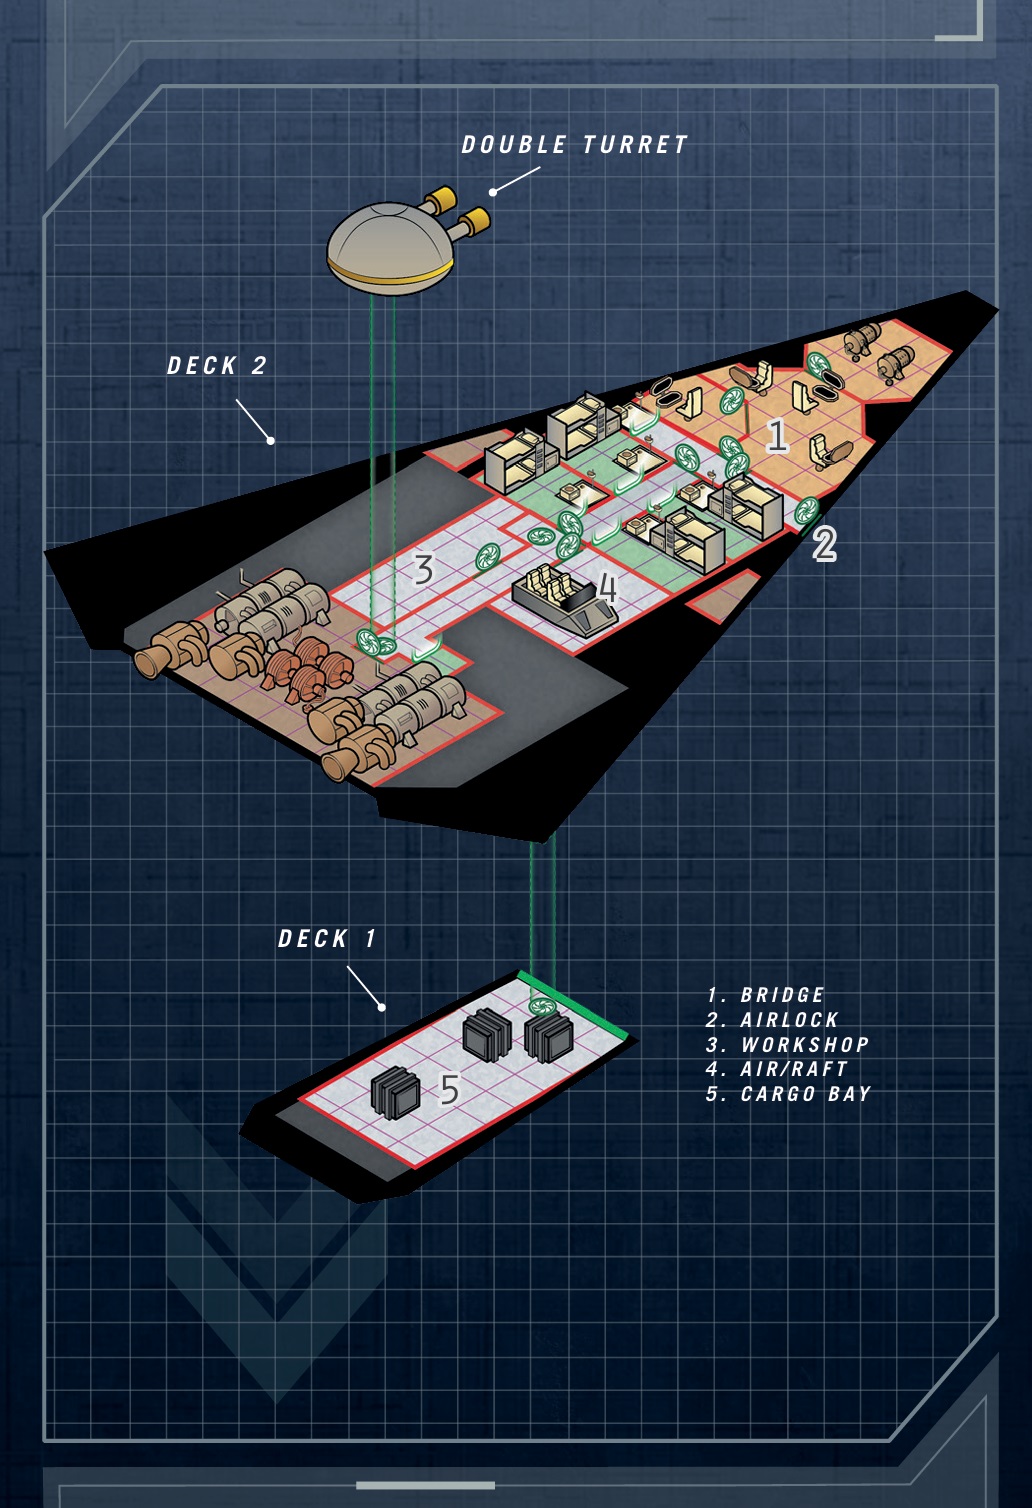 DOUBLE TURRET
DECK 2
1
2
3
4
DECK 1
5
1. BRIDGE
2. AIRLOCK
3. WORKSHOP
4. AIR/RAFT
5. CARGO BAY